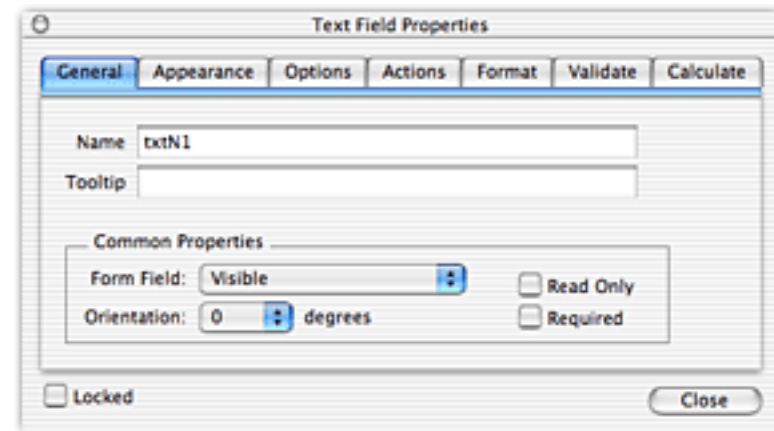 Text Field Properties
General Appearance Options Actions Format Validate Calculate
Name txtN1
Tooltip
Common Properties
Form Field: Visible Read Only
Orientation: 0 degrees Required
Locked Close